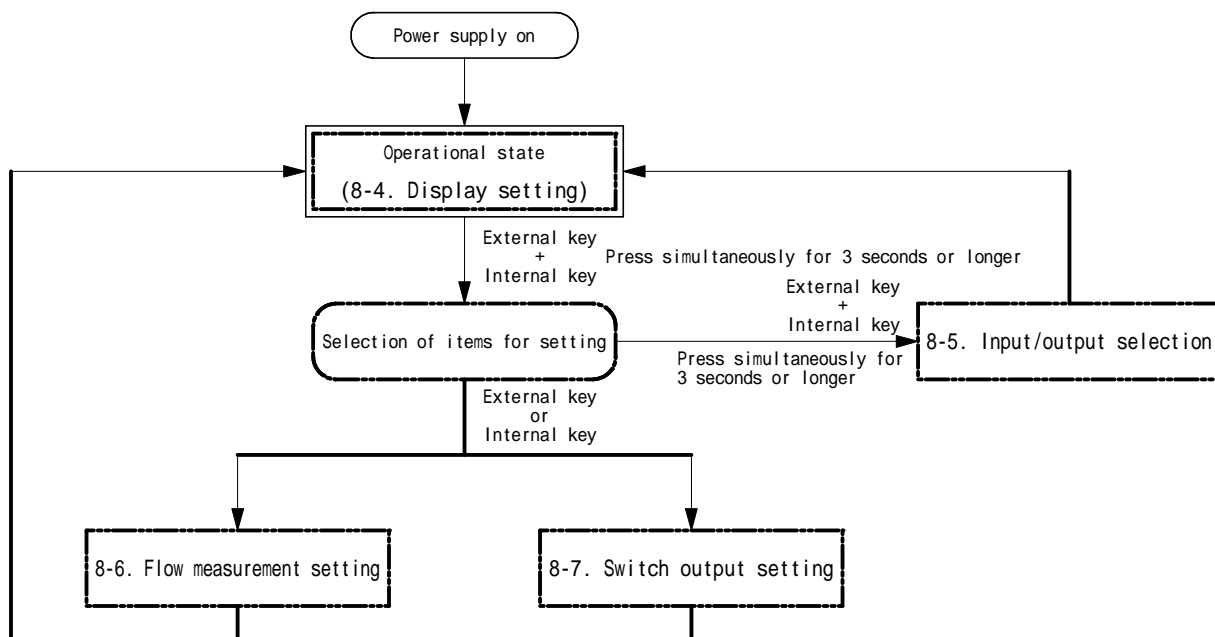 Power supply on
Operational state
(8-4. Display setting)
External key
+
Internal key
Press simultaneously for 3 seconds or longer
External key
+
Internal key
Selection of items for setting
Press simultaneously for
3 seconds or longer
8-5. Input/output selection
External key
or
Internal key
8-6. Flow measurement setting
8-7. Switch output setting